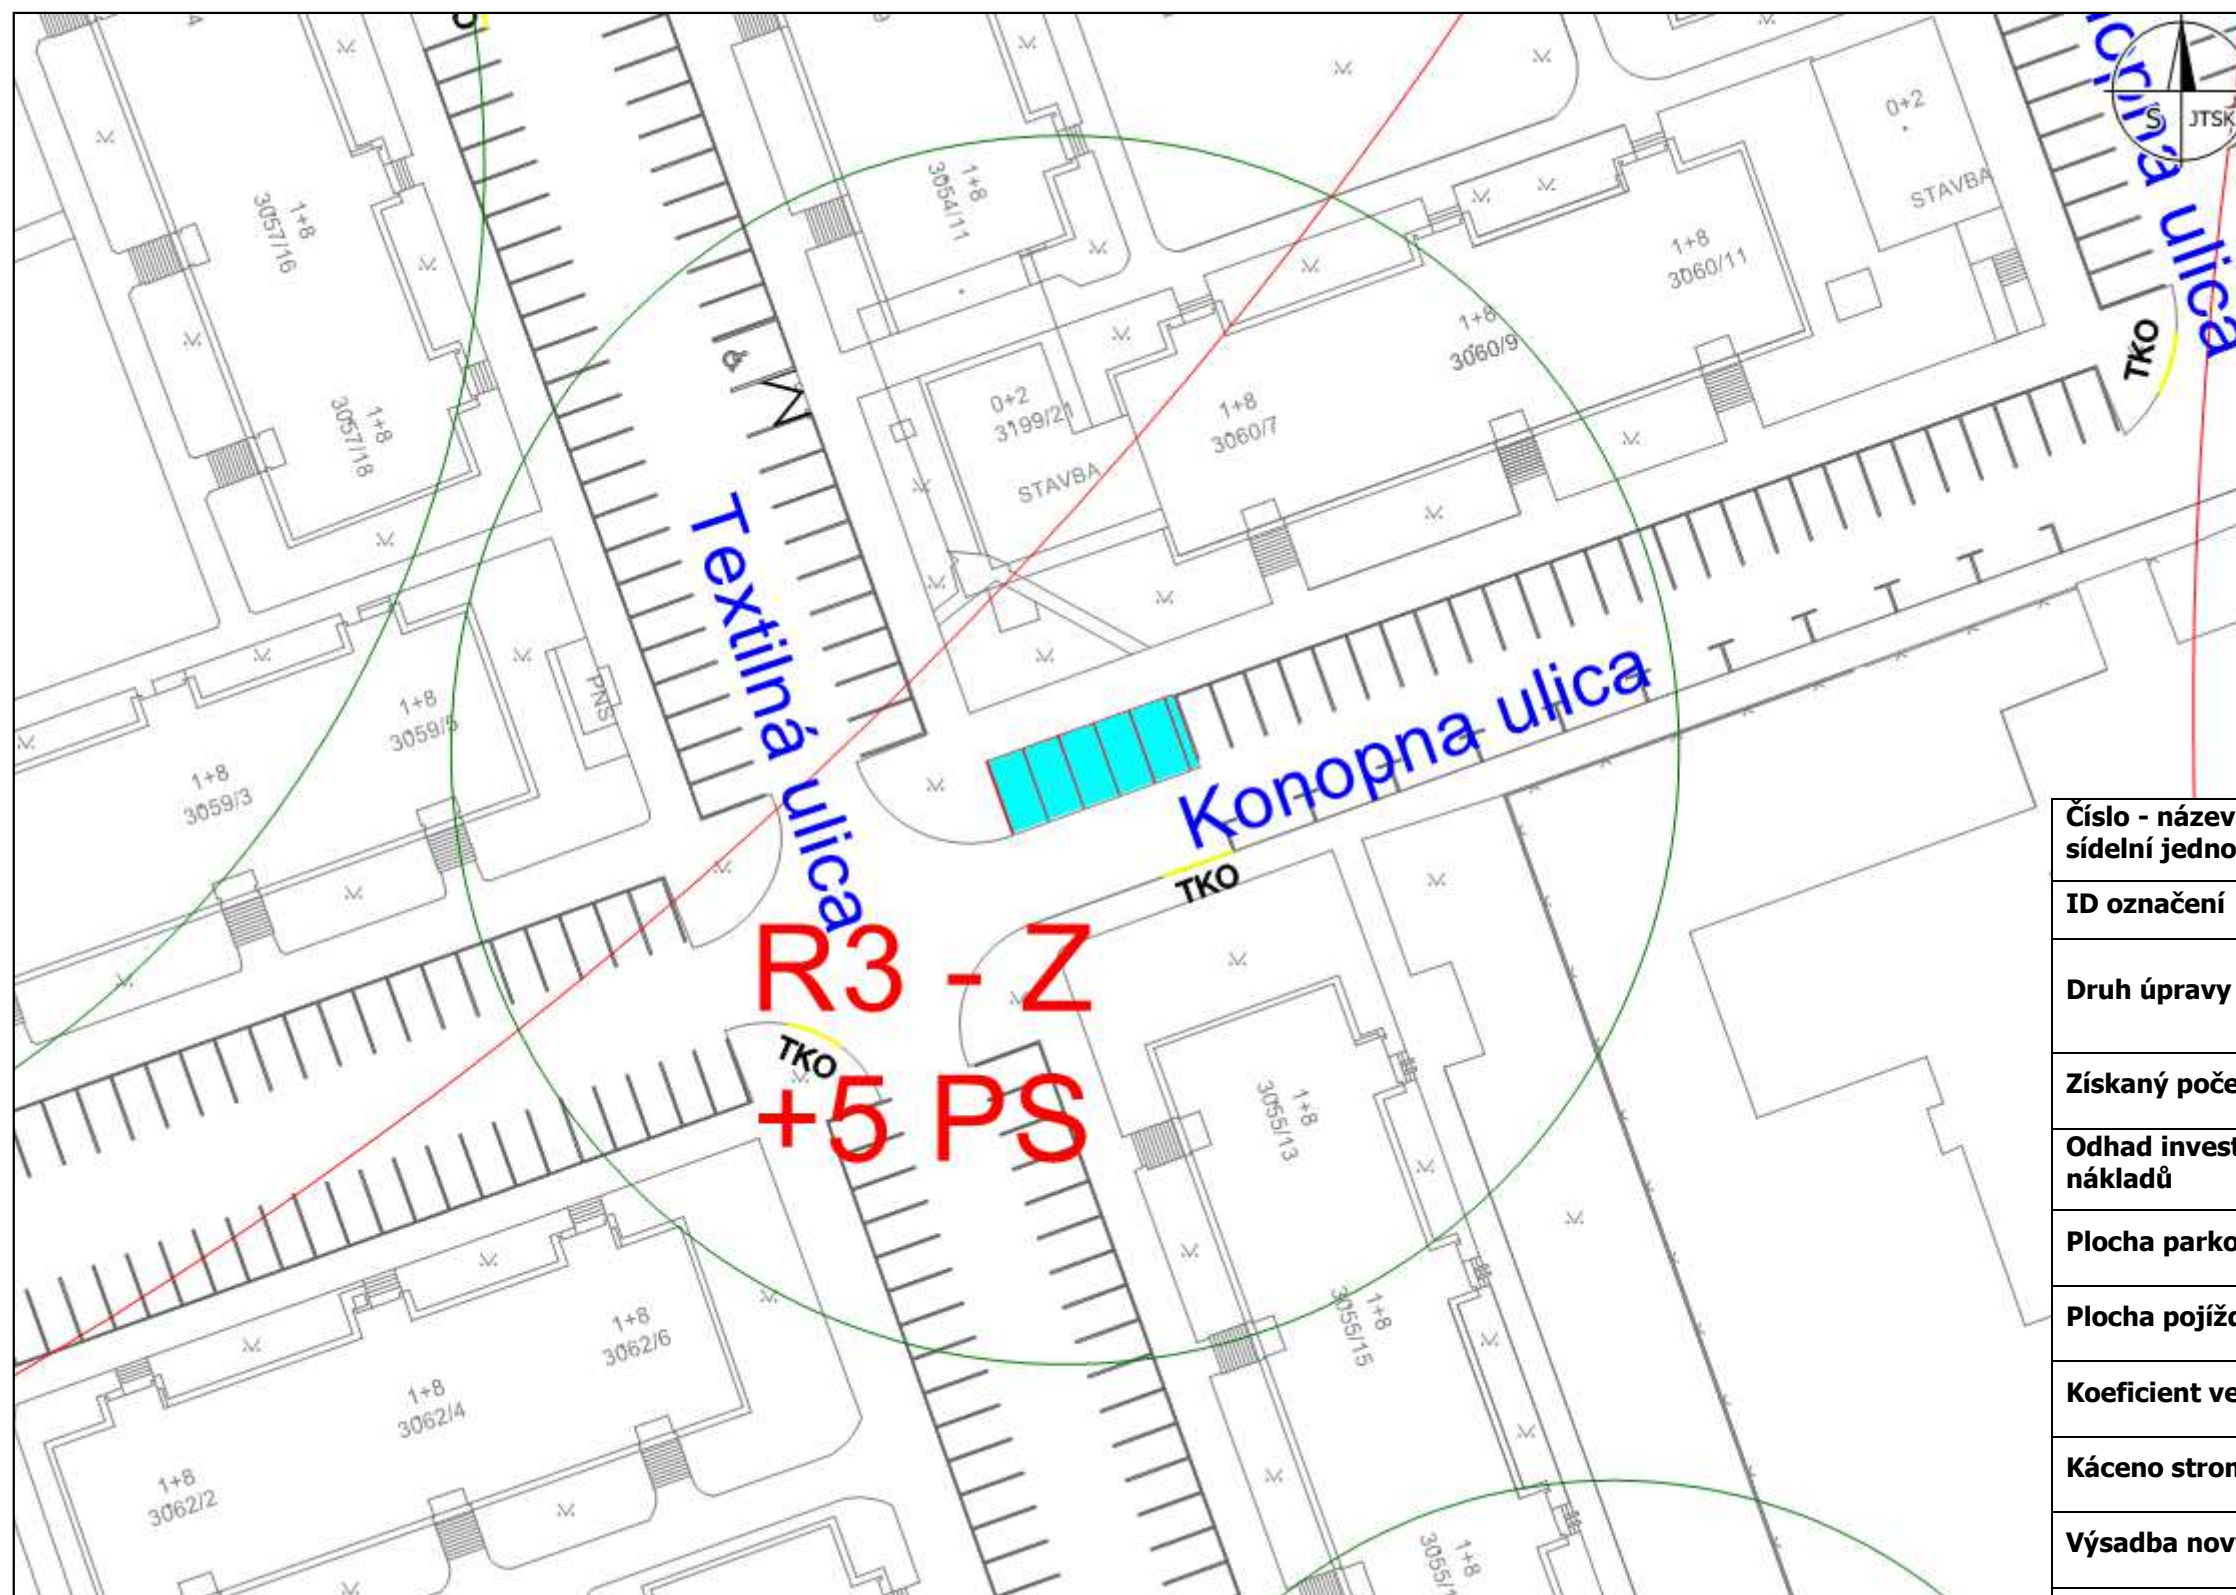 S JTSK
0+2
STAVBA
ulica
TKO
1+8
3057/16
1+8
3057/18
1+8
3054/11
1+8
3060/11
1+8
3060/9
1+8
3060/7
0+2
3199/21
STAVBA
Textilná ulica
PNS
1+8
3059/5
1+8
3059/3
Konopna ulica
TKO
R3 - Z
+5 PS
TKO
1+8
3055/13
1+8
3055/15
1+8
1+8
3062/6
1+8
3062/4
1+8
3062/2
Číslo - název
sídelní jedno
ID označení
Druh úpravy
Získaný poče
Odhad invest
nákladů
Plocha parko
Plocha pojížd
Koeficient ve
Káceno strom
Výsadba nov